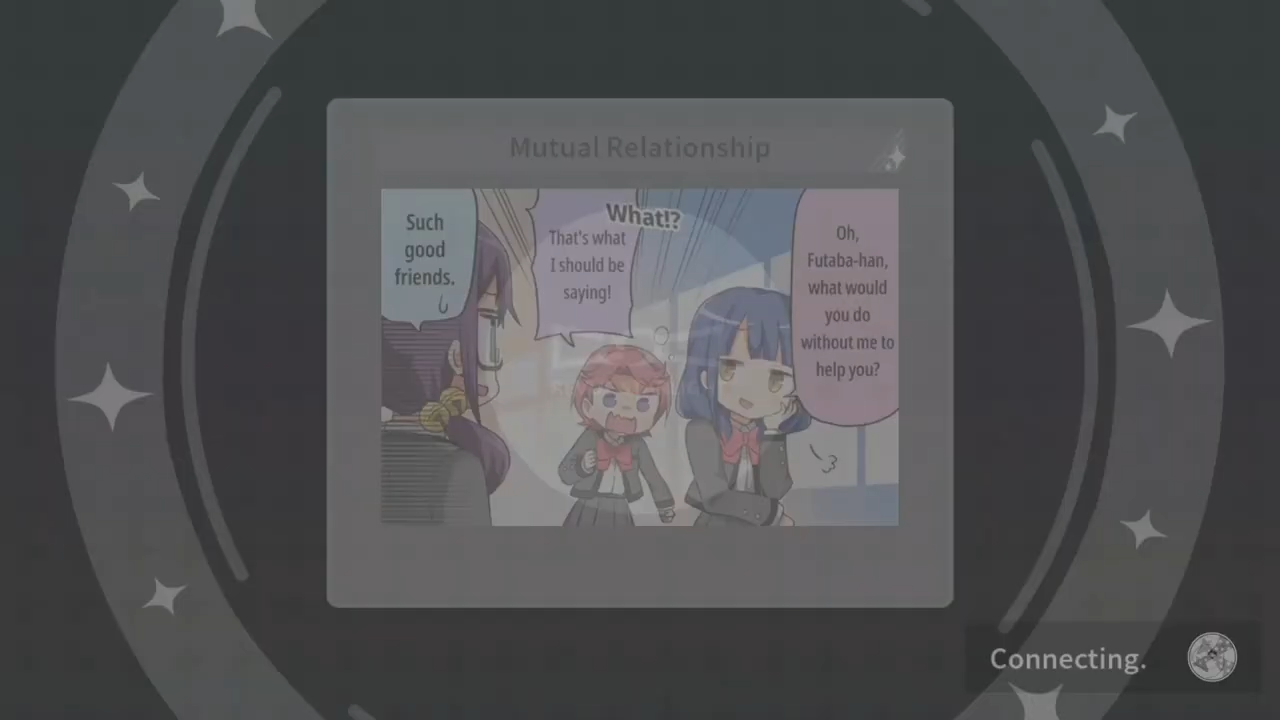 Mutual Relationship
Such
good
friends.
What!?
That's what
I should be
saying!
Oh,
Futaba-han,
what would
you do
without me to
help you?
Connecting.